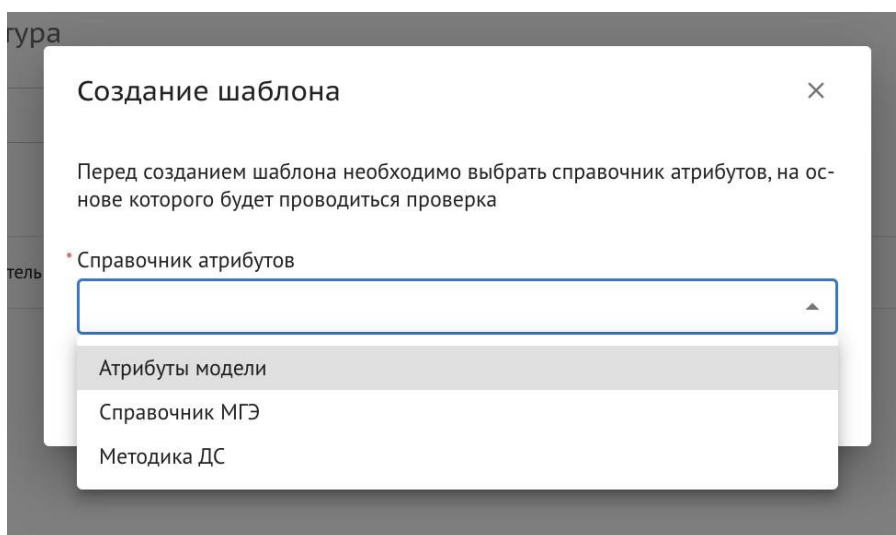 тура
Создание шаблона
Перед созданием шаблона необходимо выбрать справочник атрибутов, на ос-
нове которого будет проводиться проверка
* Справочник атрибутов
тель
Атрибуты модели
Справочник МГЭ
Методика ДС